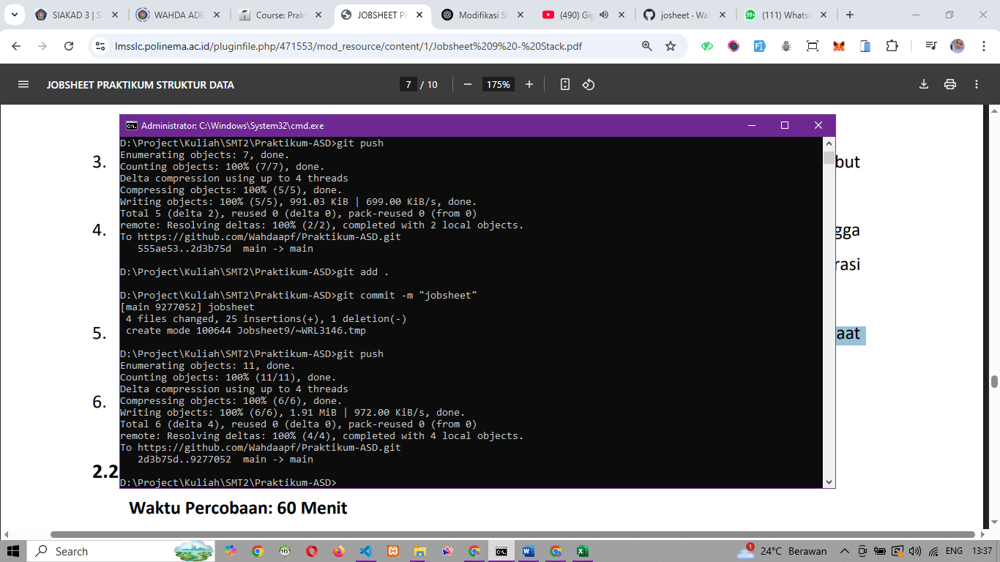 SIAKAD 3 | S
WAHDA ADE
Course: Prakt
JOBSHEET PR
Modifikasi St
(490) Gig
josheet · Wal
(111) WhatsA
99+
lmsslc.polinema.ac.id/pluginfile.php/471553/mod_resource/content/1/Jobsheet%209%20-%20Stack.pdf
JOBSHEET PRAKTIKUM STRUKTUR DATA
7 / 10
175%
Administrator: C:\Windows\System32\cmd.exe
D:\Project\Kuliah\SMT2\Praktikum-ASD>git push
Enumerating objects: 7, done.
Counting objects: 100% (7/7), done.
Delta compression using up to 4 threads
Compressing objects: 100% (5/5), done.
Writing objects: 100% (5/5), 991.03 KiB | 699.00 KiB/s, done.
Total 5 (delta 2), reused 0 (delta 0), pack-reused 0 (from 0)
remote: Resolving deltas: 100% (2/2), completed with 2 local objects.
To https://github.com/Wahdaapf/Praktikum-ASD.git
555ae53..2d3b75d  main -> main
D:\Project\Kuliah\SMT2\Praktikum-ASD>git add .
D:\Project\Kuliah\SMT2\Praktikum-ASD>git commit -m "jobsheet"
[main 9277052] jobsheet
4 files changed, 25 insertions(+), 1 deletion(-)
create mode 100644 Jobsheet9/~WRL3146.tmp
D:\Project\Kuliah\SMT2\Praktikum-ASD>git push
Enumerating objects: 11, done.
Counting objects: 100% (11/11), done.
Delta compression using up to 4 threads
Compressing objects: 100% (6/6), done.
Writing objects: 100% (6/6), 1.91 MiB | 972.00 KiB/s, done.
Total 6 (delta 4), reused 0 (delta 0), pack-reused 0 (from 0)
remote: Resolving deltas: 100% (4/4), completed with 4 local objects.
To https://github.com/Wahdaapf/Praktikum-ASD.git
2d3b75d..9277052  main -> main
D:\Project\Kuliah\SMT2\Praktikum-ASD>
3.
but
4.
gga
rasi
5.
aat
6.
2.2
Waktu Percobaan: 60 Menit
Search
HS
1
24°C Berawan
ENG
13:37